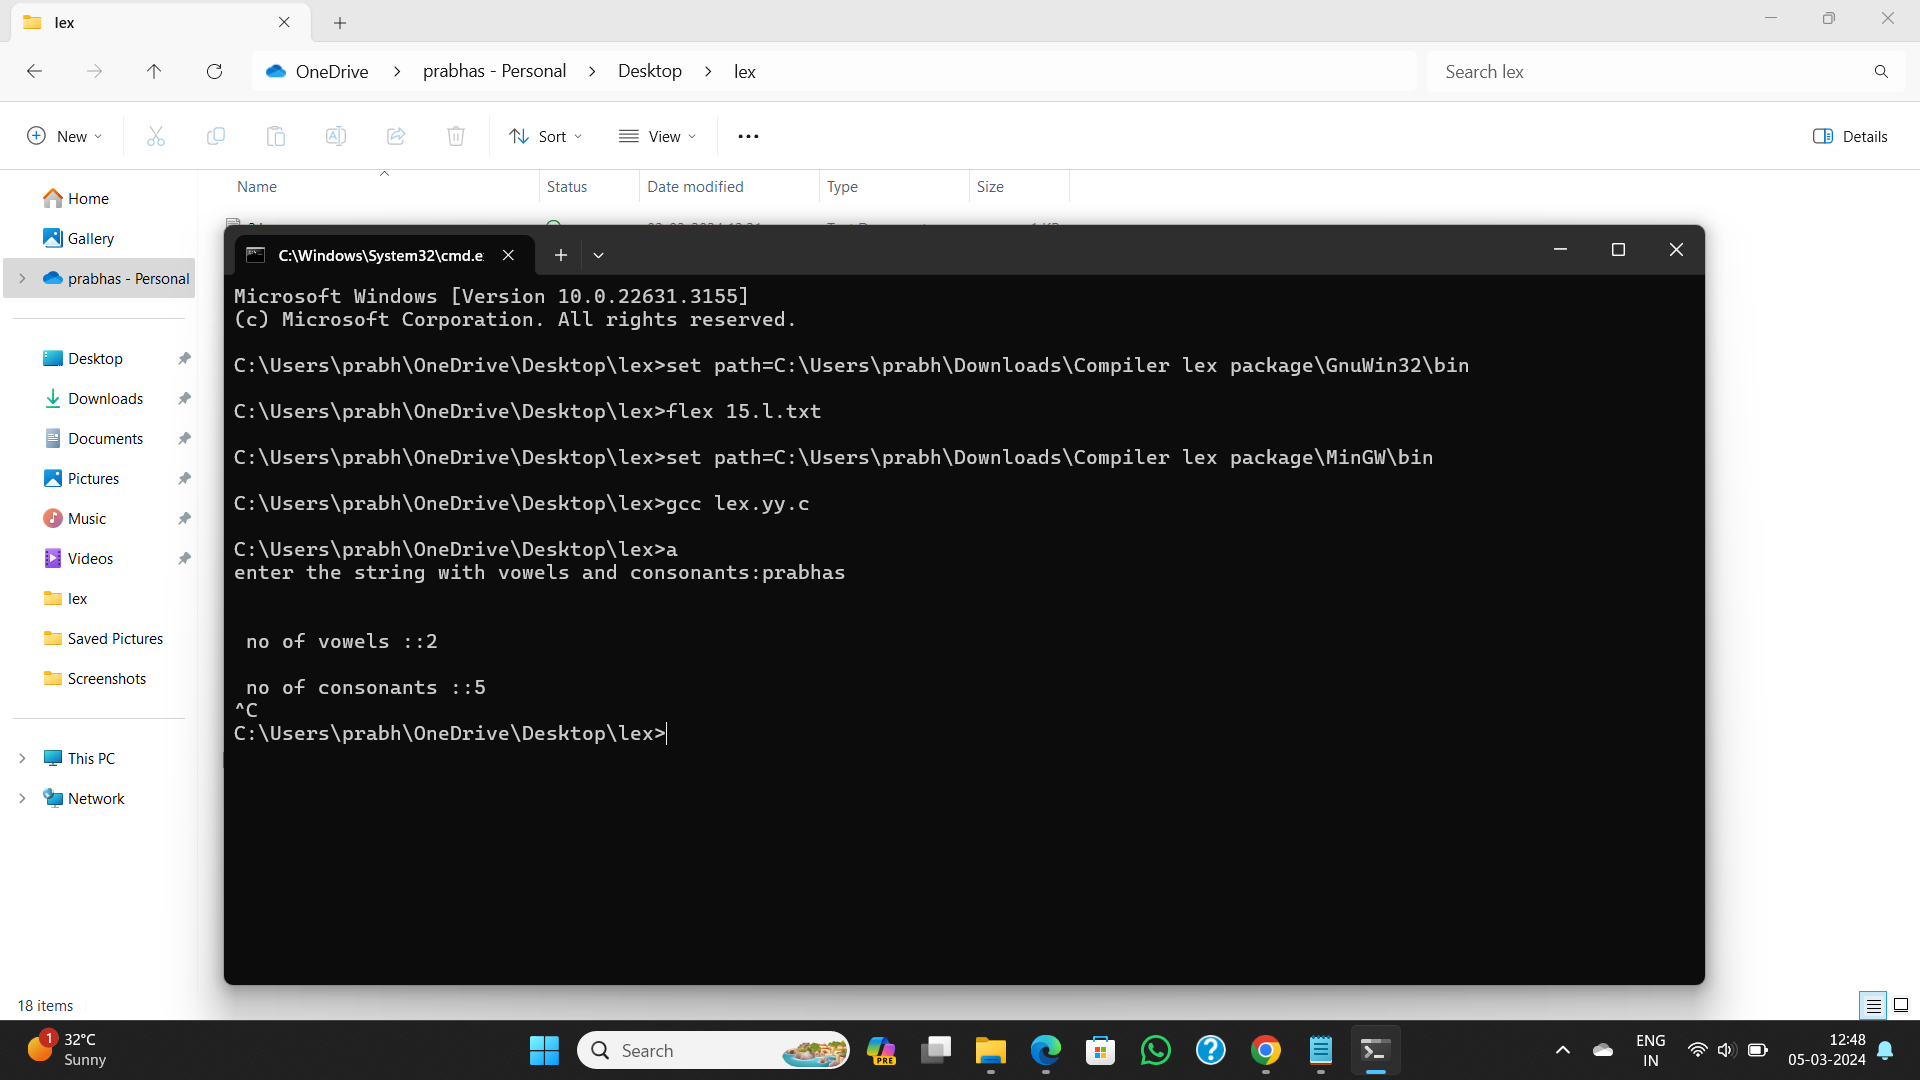 lex
OneDrive > prabhas - Personal > Desktop > lex
Search lex
New
Sort
View
Details
Name
Status
Date modified
Type
Size
Home
Gallery
prabhas - Personal
Desktop
Downloads
Documents
Pictures
Music
Videos
lex
Saved Pictures
Screenshots
This PC
Network
18 items
C:\Windows\System32\cmd.e
Microsoft Windows [Version 10.0.22631.3155]
(c) Microsoft Corporation. All rights reserved.
C:\Users\prabh\OneDrive\Desktop\lex>set path=C:\Users\prabh\Downloads\Compiler lex package\GnuWin32\bin
C:\Users\prabh\OneDrive\Desktop\lex>flex 15.l.txt
C:\Users\prabh\OneDrive\Desktop\lex>set path=C:\Users\prabh\Downloads\Compiler lex package\MinGW\bin
C:\Users\prabh\OneDrive\Desktop\lex>gcc lex.yy.c
C:\Users\prabh\OneDrive\Desktop\lex>a
enter the string with vowels and consonants:prabhas
no of vowels ::2
no of consonants ::5
^C
C:\Users\prabh\OneDrive\Desktop\lex>
1
32°C
Sunny
Search
PRE
ENG
IN
12:48
05-03-2024